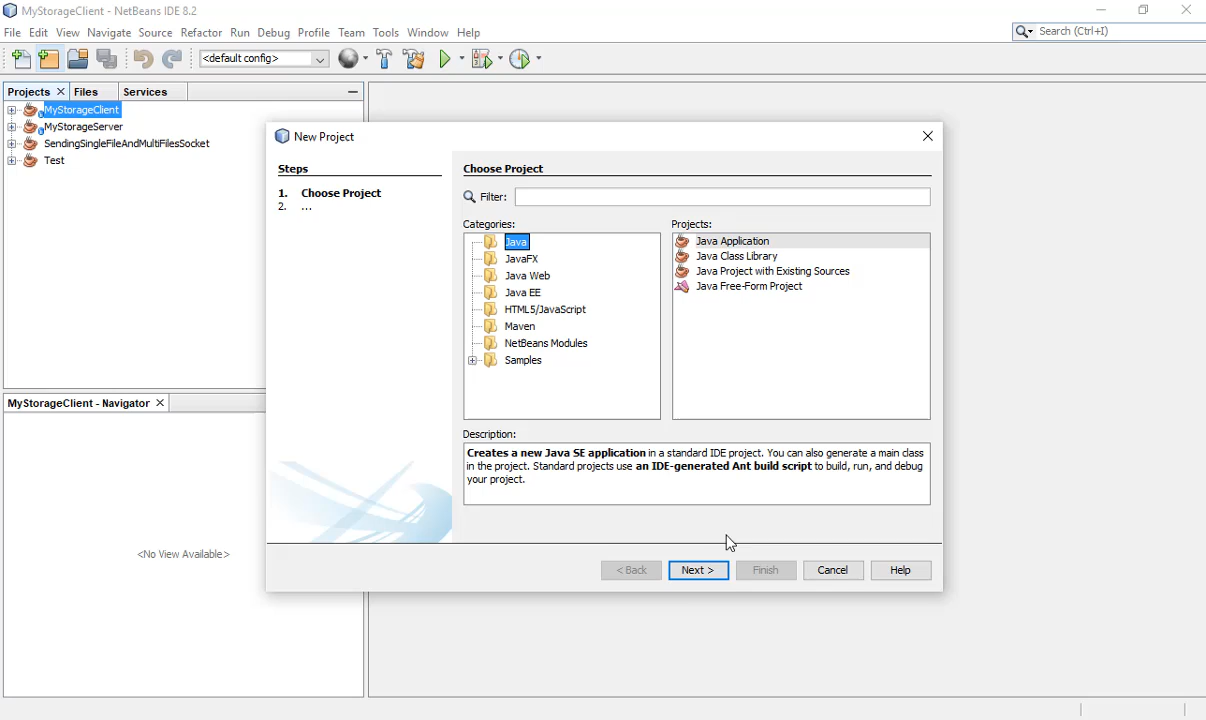 MyStorageClient - NetBeans IDE 8.2
File Edit View Navigate Source Refactor Run Debug Profile Team Tools Window Help
Search (Ctrl+I)
<default config>
Projects Files Services
MyStorageClient
MyStorageServer
SendingSingleFileAndMultiFilesSocket
Test
MyStorageClient - Navigator
<No View Available>
New Project
Steps
1. Choose Project
2. ...
Choose Project
Filter:
Categories:
Java
JavaFX
Java Web
Java EE
HTML5/JavaScript
Maven
NetBeans Modules
Samples
Projects:
Java Application
Java Class Library
Java Project with Existing Sources
Java Free-Form Project
Description:
Creates a new Java SE application in a standard IDE project. You can also generate a main class
in the project. Standard projects use an IDE-generated Ant build script to build, run, and debug
your project.
< Back Next > Finish Cancel Help